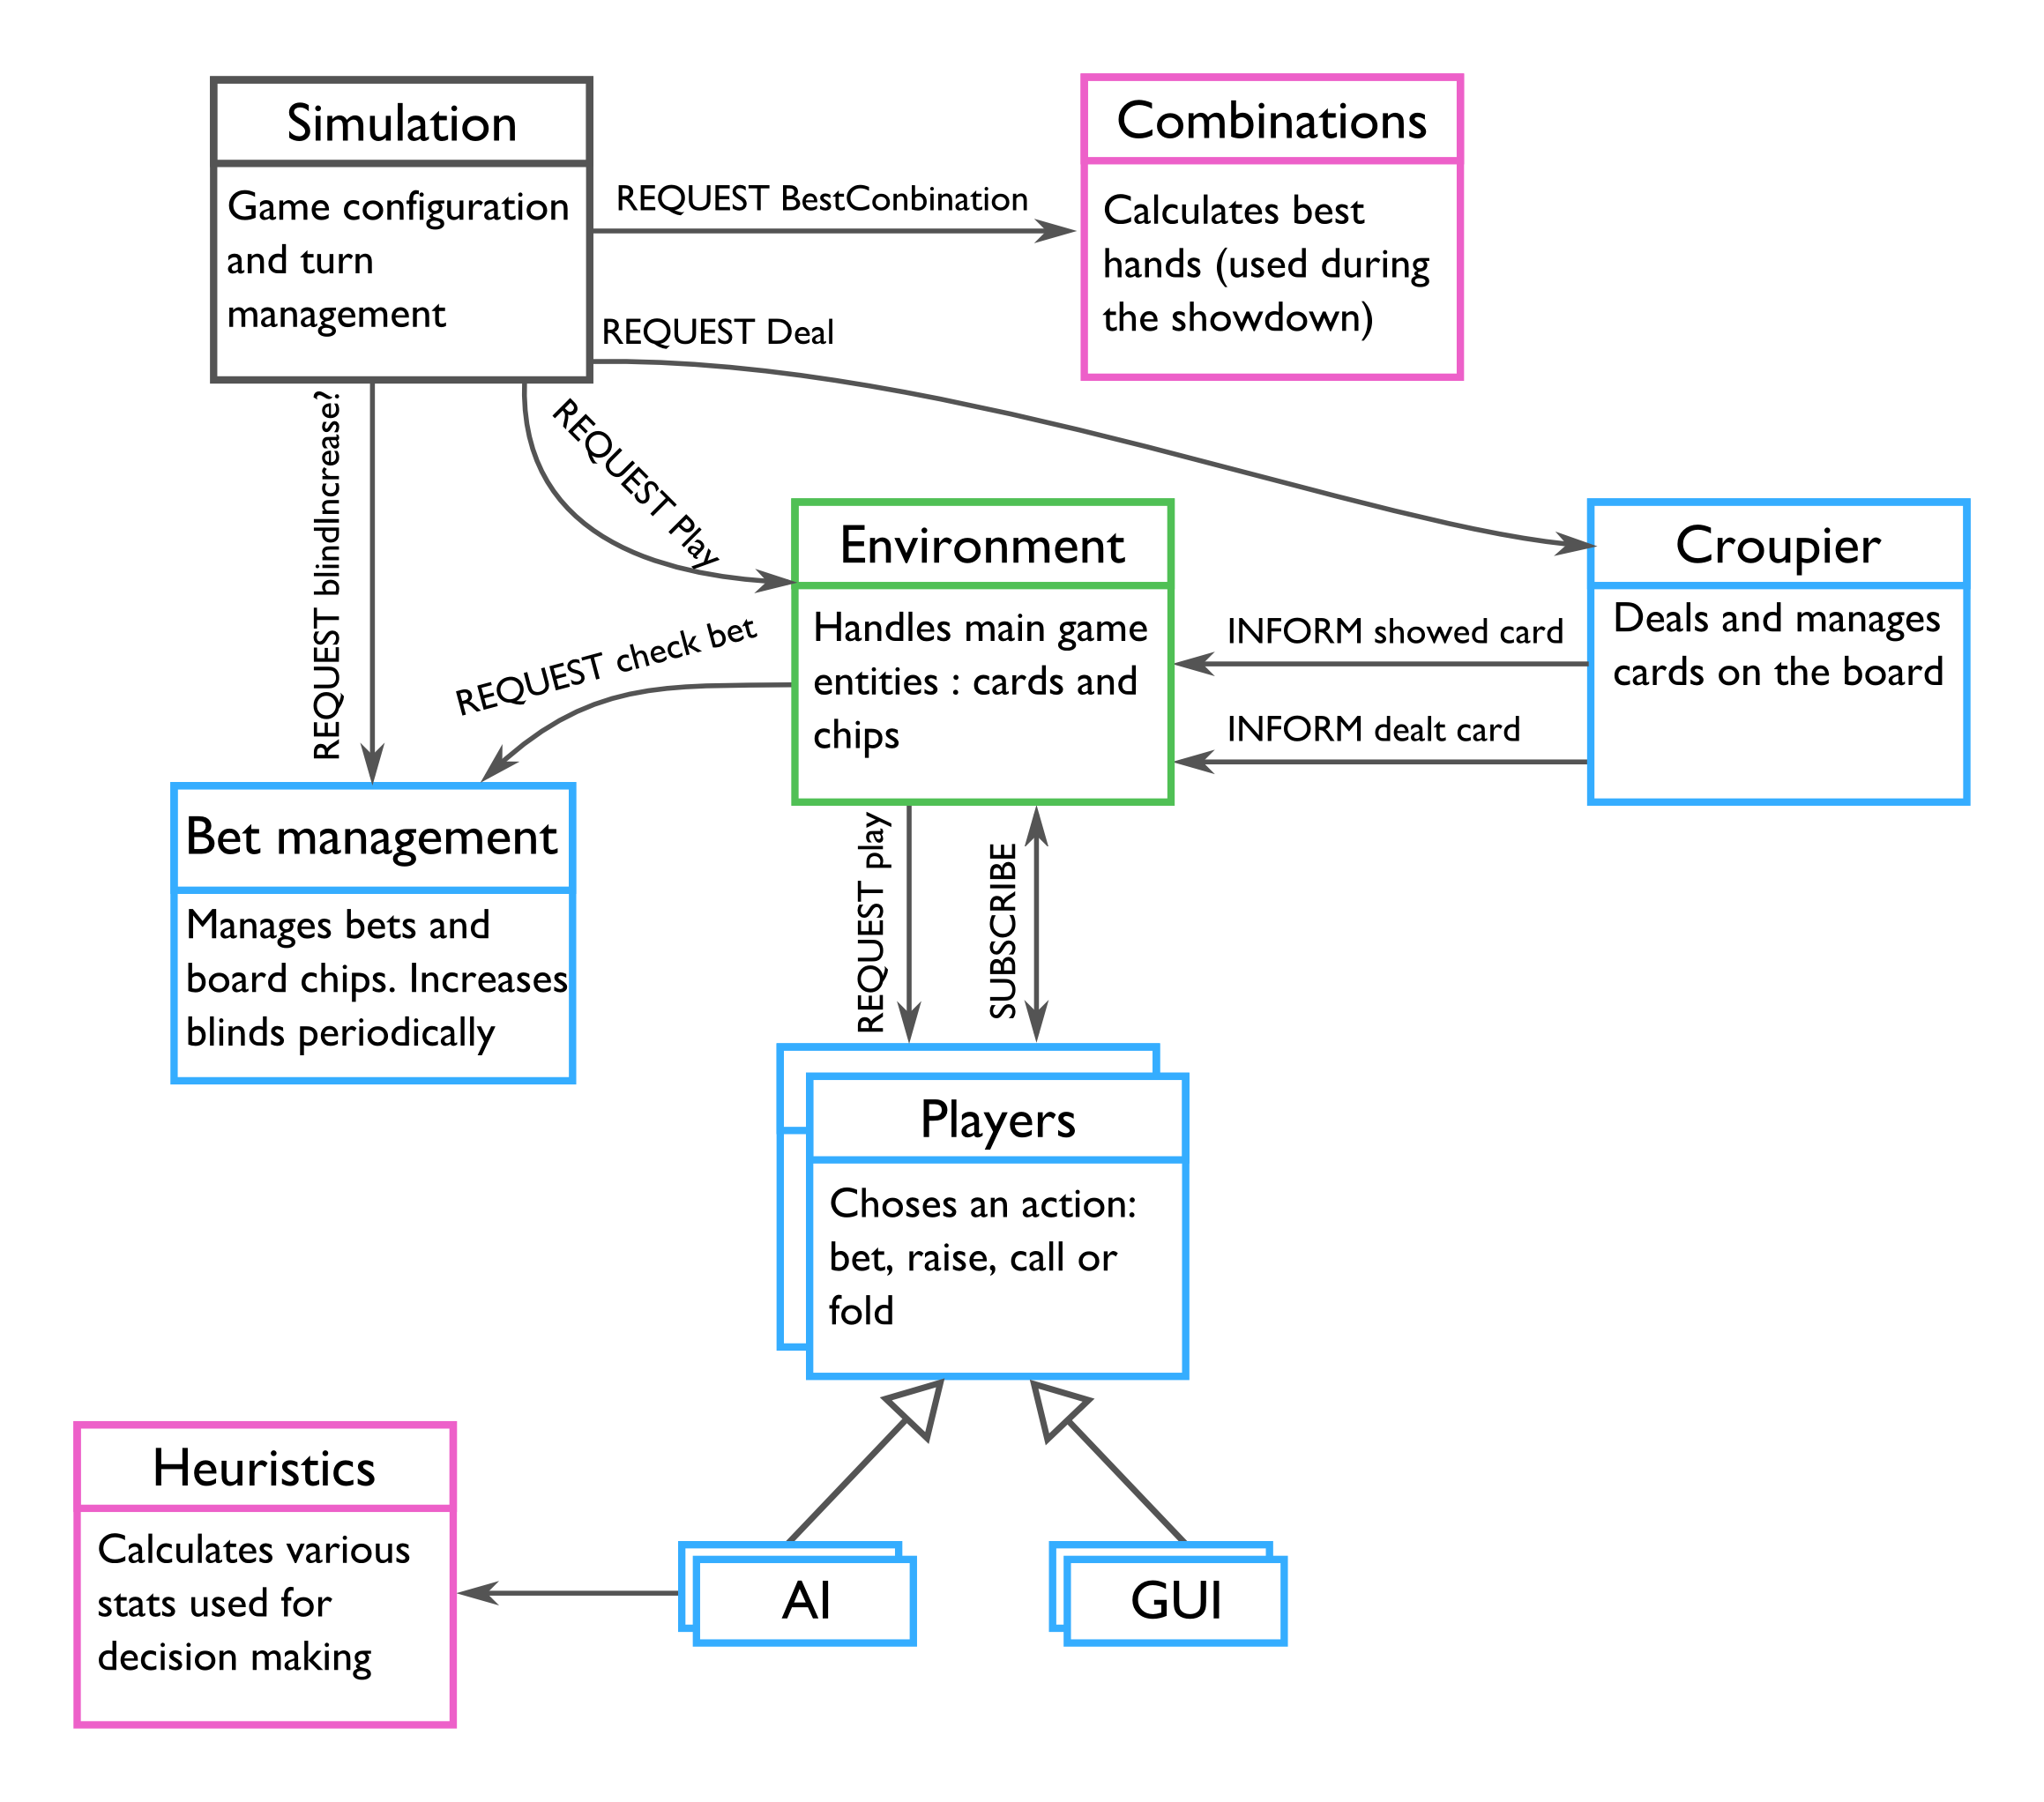 Simulation
Game configuration
and turn
management
Combinations
Calculates best
hands (used during
the showdown)
REQUEST BestCombination
REQUEST Deal
REQUEST blindIncrease?
REQUEST Play
Environment
Handles main game
entities : cards and
chips
Croupier
Deals and manages
cards on the board
INFORM showed card
INFORM dealt card
REQUEST check bet
Bet management
Manages bets and
board chips. Increases
blinds periodically
REQUEST play
SUBSCRIBE
Players
Choses an action:
bet, raise, call or
fold
Heuristics
Calculates various
stats used for
decision making
AI
GUI